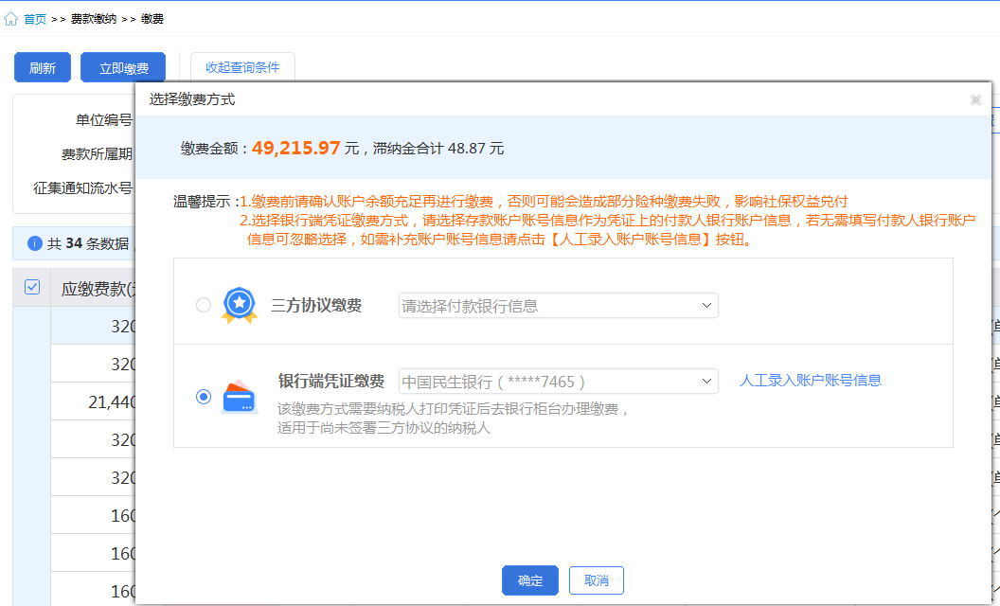 首页 >> 费款缴纳 >> 缴费
刷新 立即缴费 收起查询条件
选择缴费方式
单位编号
费款所属期
征集通知流水号
缴费金额：49,215.97 元，滞纳金合计 48.87 元
温馨提示：1.缴费前请确认账户余额充足再进行缴费，否则可能会造成部分险种缴费失败，影响社保权益兑付
2.选择银行端凭证缴费方式，请选择存款账户账号信息作为凭证上的付款人银行账户信息，若无需填写付款人银行账户
信息可忽略选择，如需补充账户账号信息请点击【人工录入账户账号信息】按钮。
共 34 条数据，
应缴费款(元
三方协议缴费 请选择付款银行信息
银行端凭证缴费 中国民生银行（*****7465） 人工录入账户账号信息
该缴费方式需要纳税人打印凭证后去银行柜台办理缴费，
适用于尚未签署三方协议的纳税人
320
320
21,440
320
320
160
160
160
确定 取消